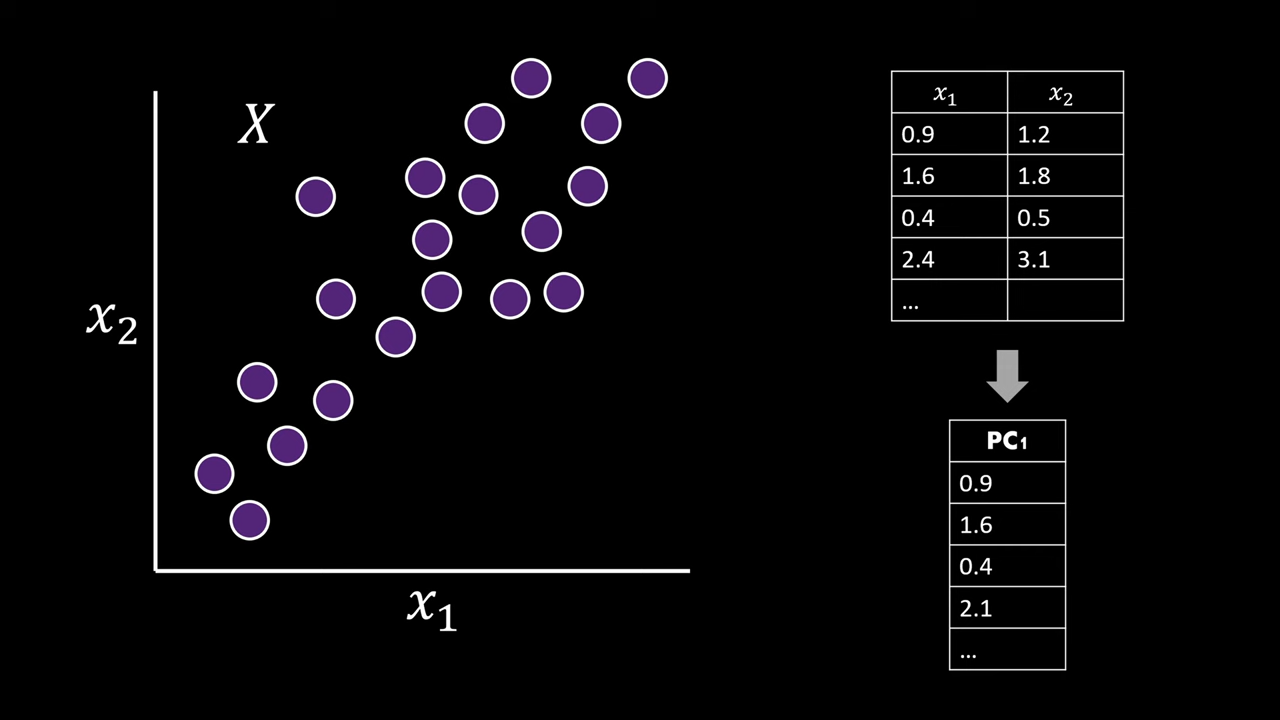 X
x₂
x₁
x₁ x₂
0.9 1.2
1.6 1.8
0.4 0.5
2.4 3.1
...
PC₁
0.9
1.6
0.4
2.1
...